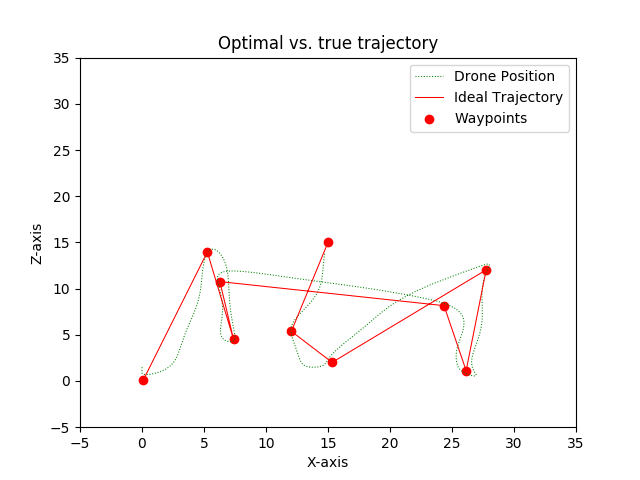 Optimal vs. true trajectory
Drone Position
Ideal Trajectory
Waypoints
Z-axis
35
30
25
20
15
10
5
0
−5
−5 0 5 10 15 20 25 30 35
X-axis